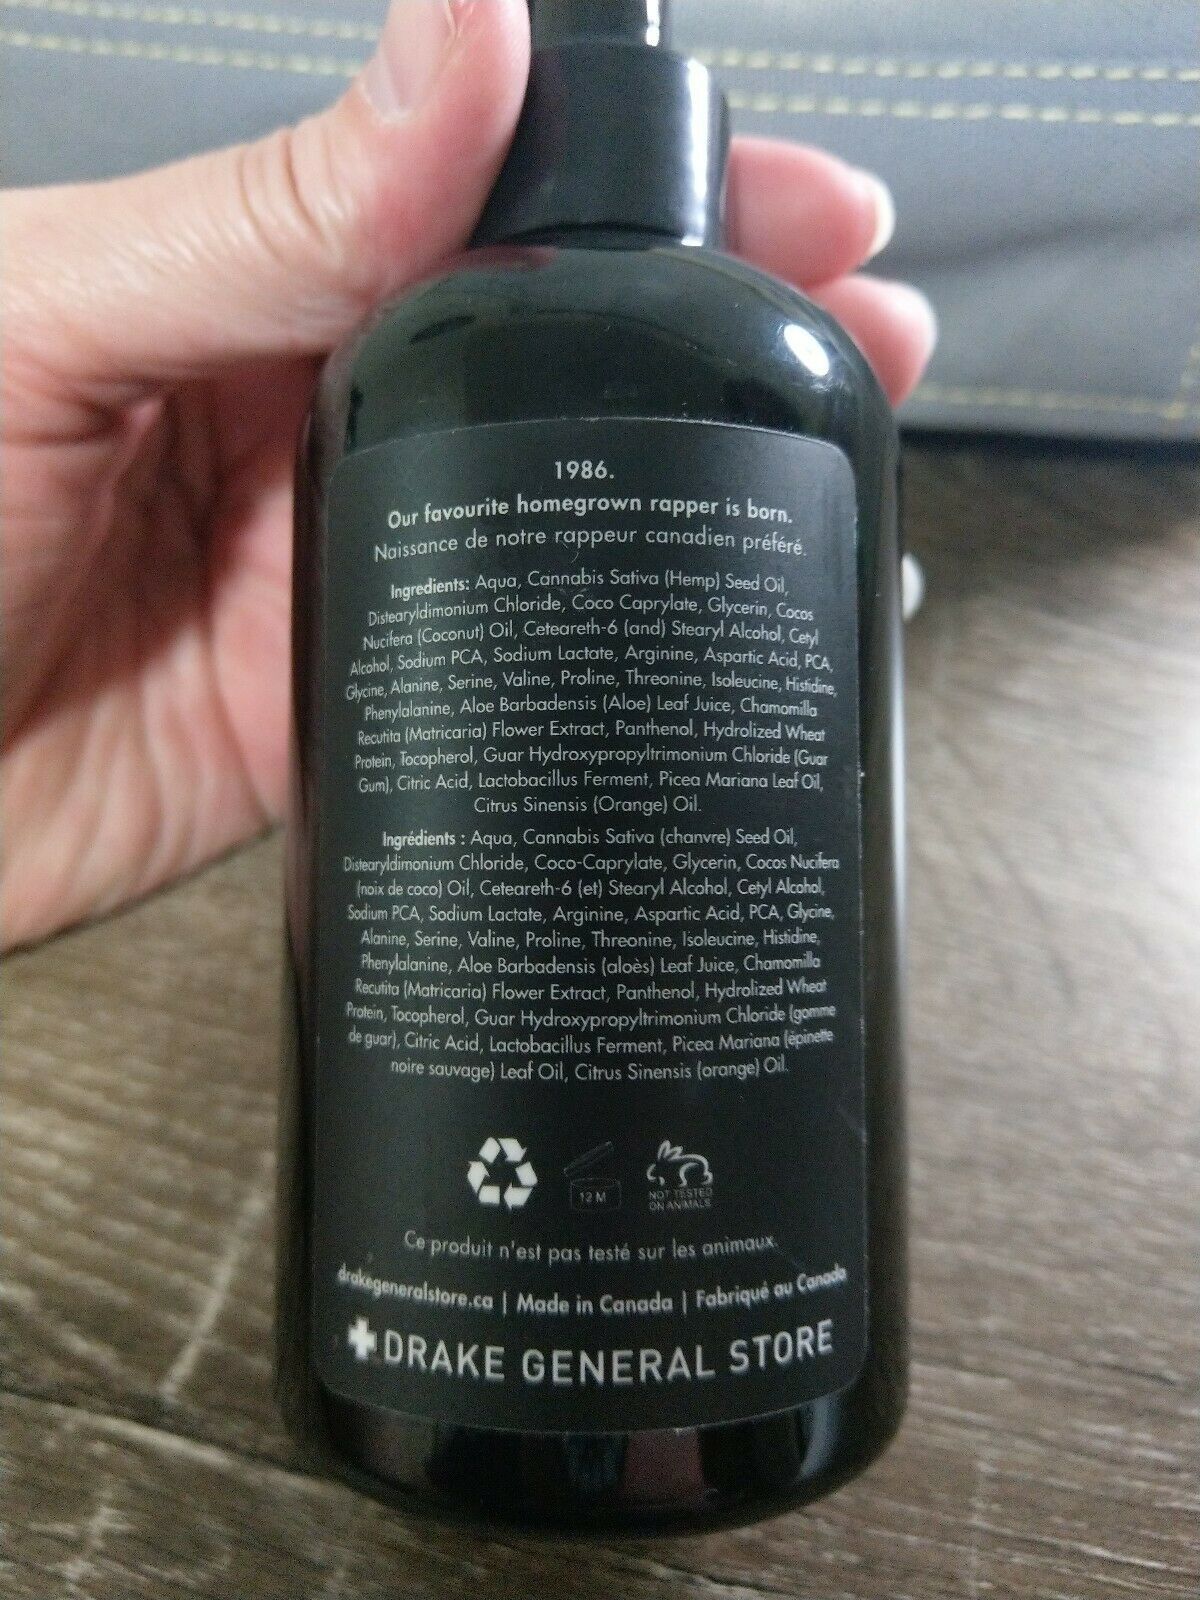 1986.
Our favourite homegrown rapper is born.
Naissance de notre rappeur canadien préféré.
Ingredients: Aqua, Cannabis Sativa (Hemp) Seed Oil,
Distearyldimonium Chloride, Coco Caprylate, Glycerin, Cocos
Nucifera (Coconut) Oil, Ceteareth-6 (and) Stearyl Alcohol, Cetyl
Alcohol, Sodium PCA, Sodium Lactate, Arginine, Aspartic Acid, PCA,
Glycine, Alanine, Serine, Valine, Proline, Threonine, Isoleucine, Histidine,
Phenylalanine, Aloe Barbadensis (Aloe) Leaf Juice, Chamomilla
Recutita (Matricaria) Flower Extract, Panthenol, Hydrolized Wheat
Protein, Tocopherol, Guar Hydroxypropyltrimonium Chloride (Guar
Gum), Citric Acid, Lactobacillus Ferment, Picea Mariana Leaf Oil,
Citrus Sinensis (Orange) Oil.
Ingrédients : Aqua, Cannabis Sativa (chanvre) Seed Oil,
Distearyldimonium Chloride, Coco-Caprylate, Glycerin, Cocos Nucifera
(noix de coco) Oil, Ceteareth-6 (et) Stearyl Alcohol, Cetyl Alcohol,
Sodium PCA, Sodium Lactate, Arginine, Aspartic Acid, PCA, Glycine,
Alanine, Serine, Valine, Proline, Threonine, Isoleucine, Histidine,
Phenylalanine, Aloe Barbadensis (aloès) Leaf Juice, Chamomilla
Recutita (Matricaria) Flower Extract, Panthenol, Hydrolized Wheat
Protein, Tocopherol, Guar Hydroxypropyltrimonium Chloride (gomme
de guar), Citric Acid, Lactobacillus Ferment, Picea Mariana (épinette
noire sauvage) Leaf Oil, Citrus Sinensis (orange) Oil.
12 M
NOT TESTED
ON ANIMALS
Ce produit n'est pas testé sur les animaux.
drakegeneralstore.ca | Made in Canada | Fabriqué au Canada
DRAKE GENERAL STORE